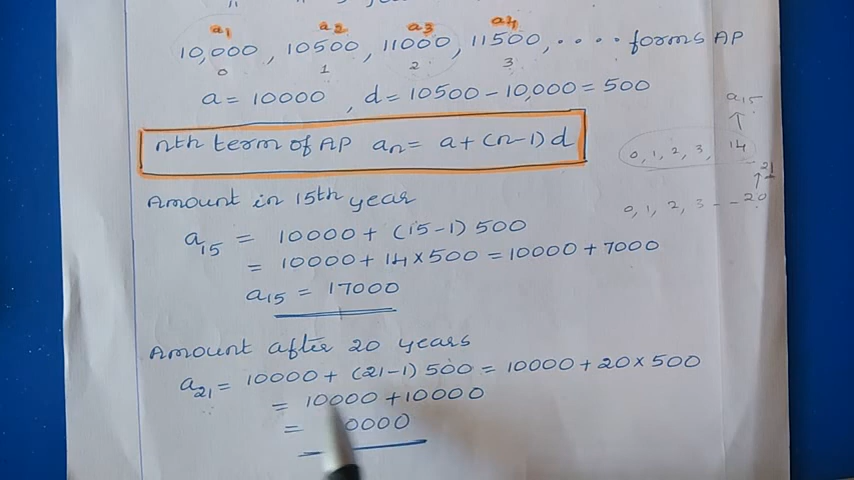 a1 a2 a3 a4
10,000, 10500, 11000, 11500, .... forms AP
0 1 2 3
a = 10000, d = 10500 - 10,000 = 500
a15
nth term of AP an = a + (n-1) d
0, 1, 2, 3, 14
21
Amount in 15th year
0, 1, 2, 3 - - 20
a15 = 10000 + (15-1) 500
= 10000 + 14 × 500 = 10000 + 7000
a15 = 17000
Amount after 20 years
a21 = 10000 + (21-1) 500 = 10000 + 20 × 500
= 10000 + 10000
= 0000